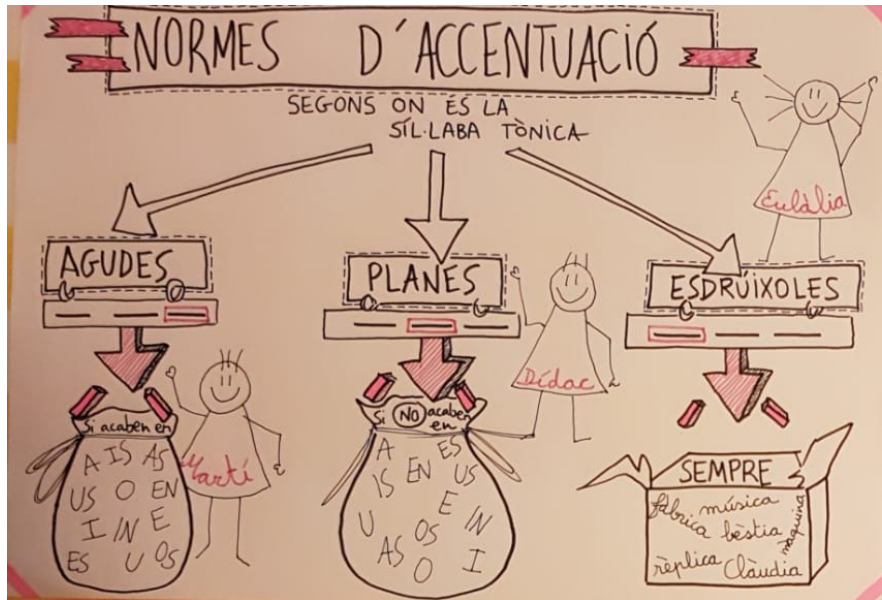 NORMES D´ACCENTUACIÓ
SEGONS ON ÉS LA
SÍL·LABA TÒNICA
Eulàlia
AGUDES
PLANES
ESDRÚIXOLES
Dídac
Martí
Si acaben en
A IS AS
US O EN
I IN E
ES U OS
Si NO acaben
en
A ES
IS EN US
E
U OS IN
AS O I
SEMPRE
fàbrica música
bèstia màquina
rèplica Clàudia